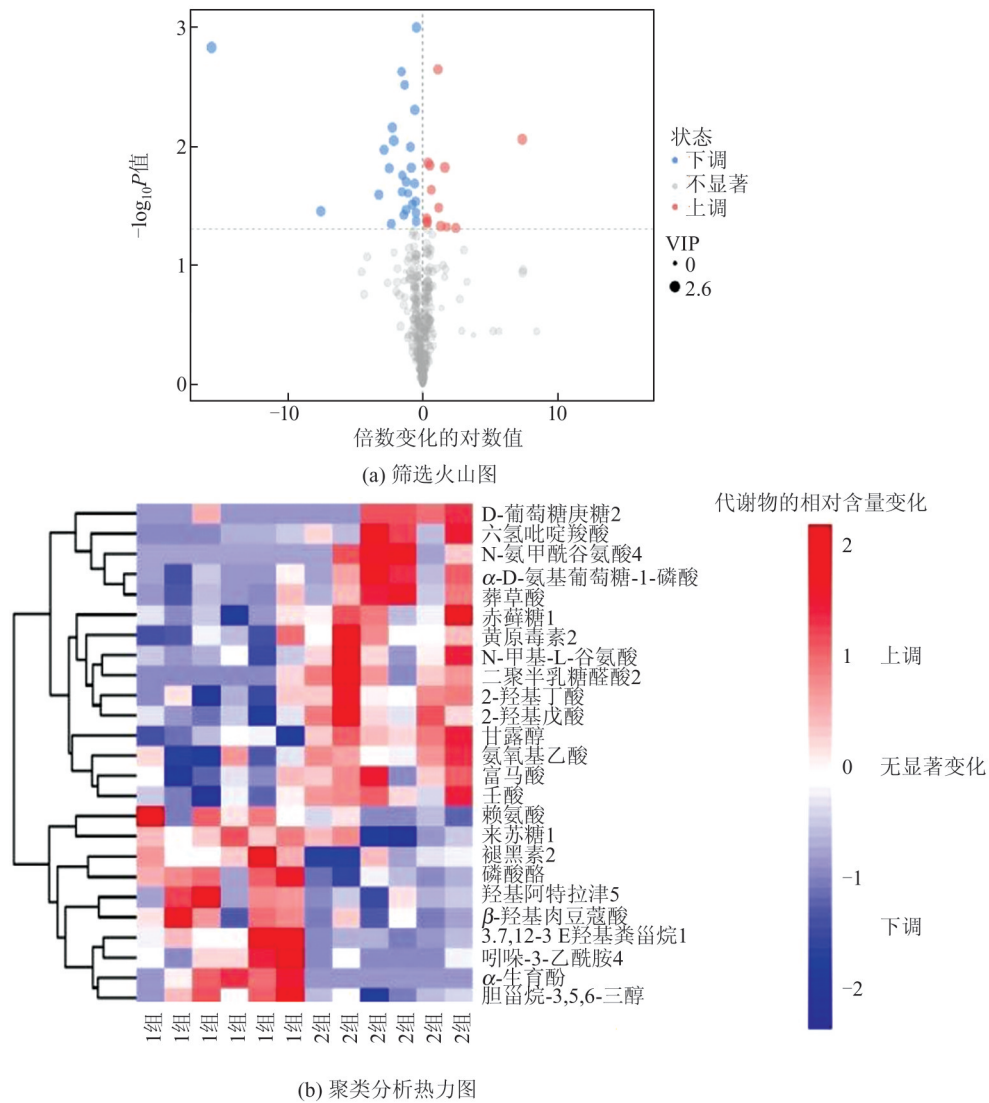 3
2
1
0
−log₁₀P值
−10
0
10
倍数变化的对数值
状态
下调
不显著
上调
VIP
0
2.6
(a) 筛选火山图
代谢物的相对含量变化
D-葡萄糖庚糖2
六氢吡啶羧酸
N-氨甲酰谷氨酸4
α-D-氨基葡萄糖-1-磷酸
莽草酸
赤藓糖1
黄原毒素2
N-甲基-L-谷氨酸
二聚半乳糖醛酸2
2-羟基丁酸
2-羟基戊酸
甘露醇
氨氧基乙酸
富马酸
壬酸
赖氨酸
来苏糖1
褪黑素2
磷酸酪
羟基阿特拉津5
β-羟基肉豆蔻酸
3.7,12-3 E羟基粪甾烷1
吲哚-3-乙酰胺4
α-生育酚
胆甾烷-3,5,6-三醇
2
1 上调
0 无显著变化
−1
下调
−2
1组 1组 1组 1组 1组 1组 2组 2组 2组 2组 2组 2组
(b) 聚类分析热力图